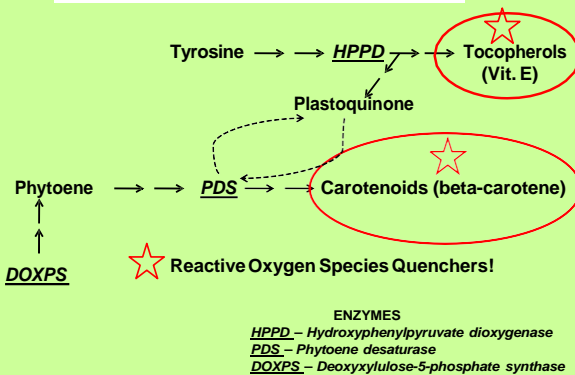 Tyrosine HPPD Tocopherols
(Vit. E)
Plastoquinone
Phytoene PDS Carotenoids (beta-carotene)
DOXPS
Reactive Oxygen Species Quenchers!
ENZYMES
HPPD – Hydroxyphenylpyruvate dioxygenase
PDS – Phytoene desaturase
DOXPS – Deoxyxylulose-5-phosphate synthase